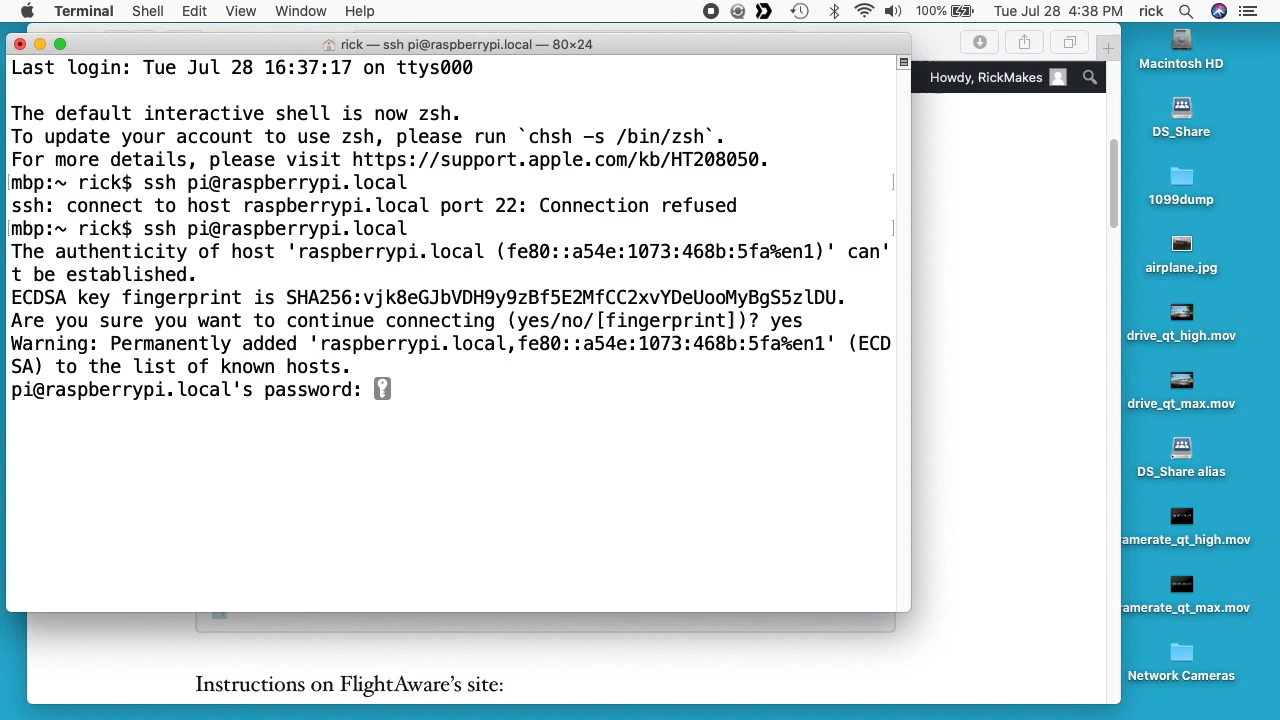 Terminal Shell Edit View Window Help 100% Tue Jul 28 4:38 PM rick
rick — ssh pi@raspberrypi.local — 80×24
Last login: Tue Jul 28 16:37:17 on ttys000
The default interactive shell is now zsh.
To update your account to use zsh, please run `chsh -s /bin/zsh`.
For more details, please visit https://support.apple.com/kb/HT208050.
mbp:~ rick$ ssh pi@raspberrypi.local
ssh: connect to host raspberrypi.local port 22: Connection refused
mbp:~ rick$ ssh pi@raspberrypi.local
The authenticity of host 'raspberrypi.local (fe80::a54e:1073:468b:5fa%en1)' can'
t be established.
ECDSA key fingerprint is SHA256:vjk8eGJbVDH9y9zBf5E2MfCC2xvYDeUooMyBgS5zlDU.
Are you sure you want to continue connecting (yes/no/[fingerprint])? yes
Warning: Permanently added 'raspberrypi.local,fe80::a54e:1073:468b:5fa%en1' (ECD
SA) to the list of known hosts.
pi@raspberrypi.local's password:
Howdy, RickMakes
Instructions on FlightAware's site:
Macintosh HD
DS_Share
1099dump
airplane.jpg
drive_qt_high.mov
drive_qt_max.mov
DS_Share alias
amerate_qt_high.mov
amerate_qt_max.mov
Network Cameras